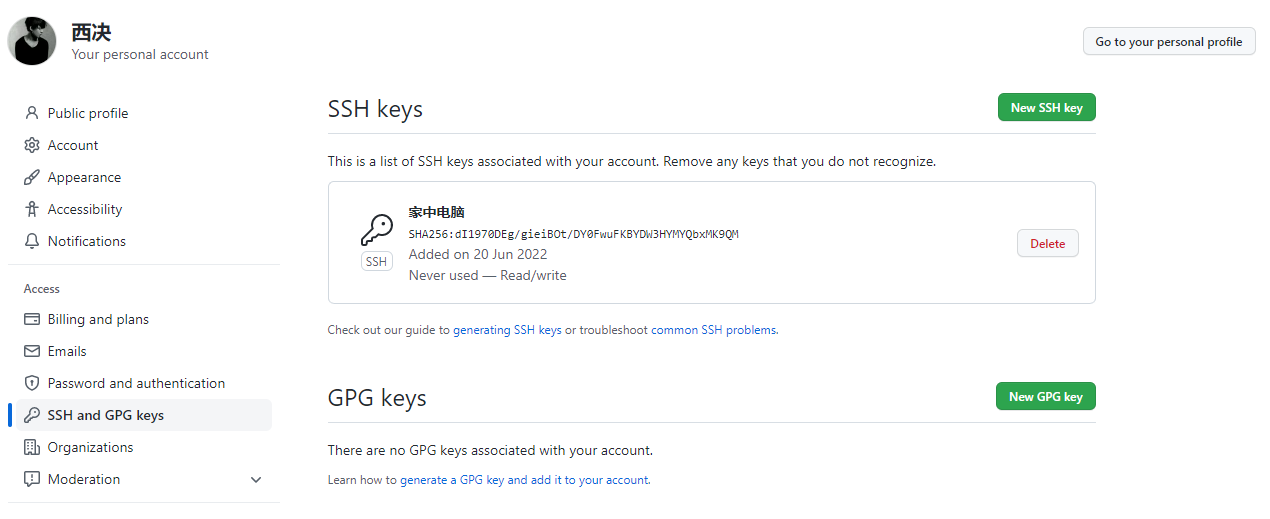 西决
Your personal account
Go to your personal profile
Public profile
Account
Appearance
Accessibility
Notifications
Access
Billing and plans
Emails
Password and authentication
SSH and GPG keys
Organizations
Moderation
SSH keys
New SSH key
This is a list of SSH keys associated with your account. Remove any keys that you do not recognize.
家中电脑
SHA256:dI1970DEg/gieiBOt/DY0FwuFKBYDW3HYMYQbxMK9QM
SSH
Added on 20 Jun 2022
Never used — Read/write
Delete
Check out our guide to generating SSH keys or troubleshoot common SSH problems.
GPG keys
New GPG key
There are no GPG keys associated with your account.
Learn how to generate a GPG key and add it to your account.